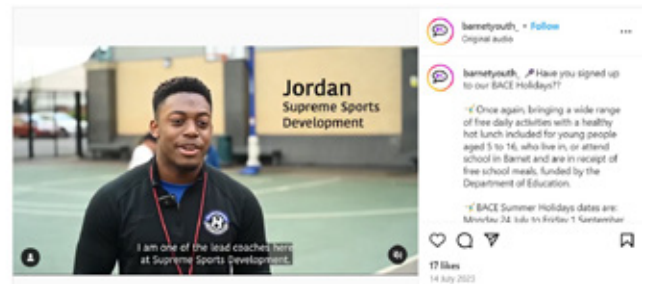 Jordan
Supreme Sports
Development
I am one of the lead coaches here
at Supreme Sports Development.
barnetyouth_ • Follow
Original audio
barnetyouth_ Have you signed up
to our BACE Holidays??
Once again, bringing a wide range
of free daily activities with a healthy
hot lunch included for young people
aged 5 to 16, who live in, or attend
school in Barnet and are in receipt of
free school meals, funded by the
Department of Education.
BACE Summer Holidays dates are:
Monday 24 July to Friday 1 September
17 likes
14 July 2023